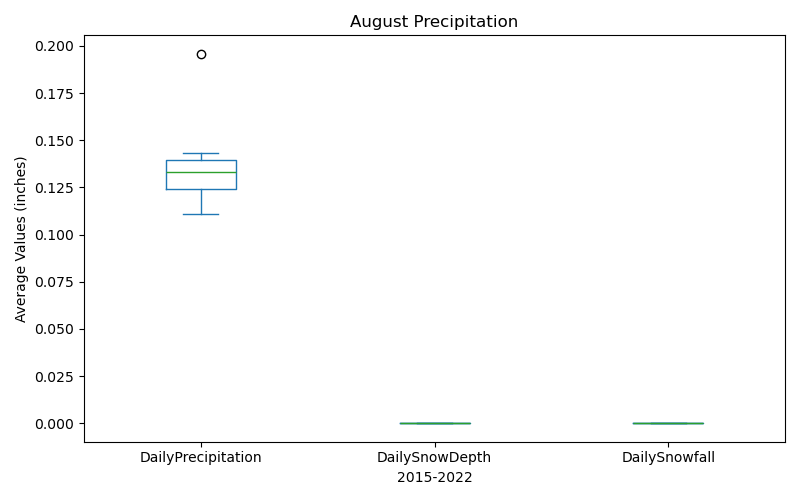 August Precipitation
Average Values (inches)
0.200
0.175
0.150
0.125
0.100
0.075
0.050
0.025
0.000
DailyPrecipitation
DailySnowDepth
DailySnowfall
2015-2022